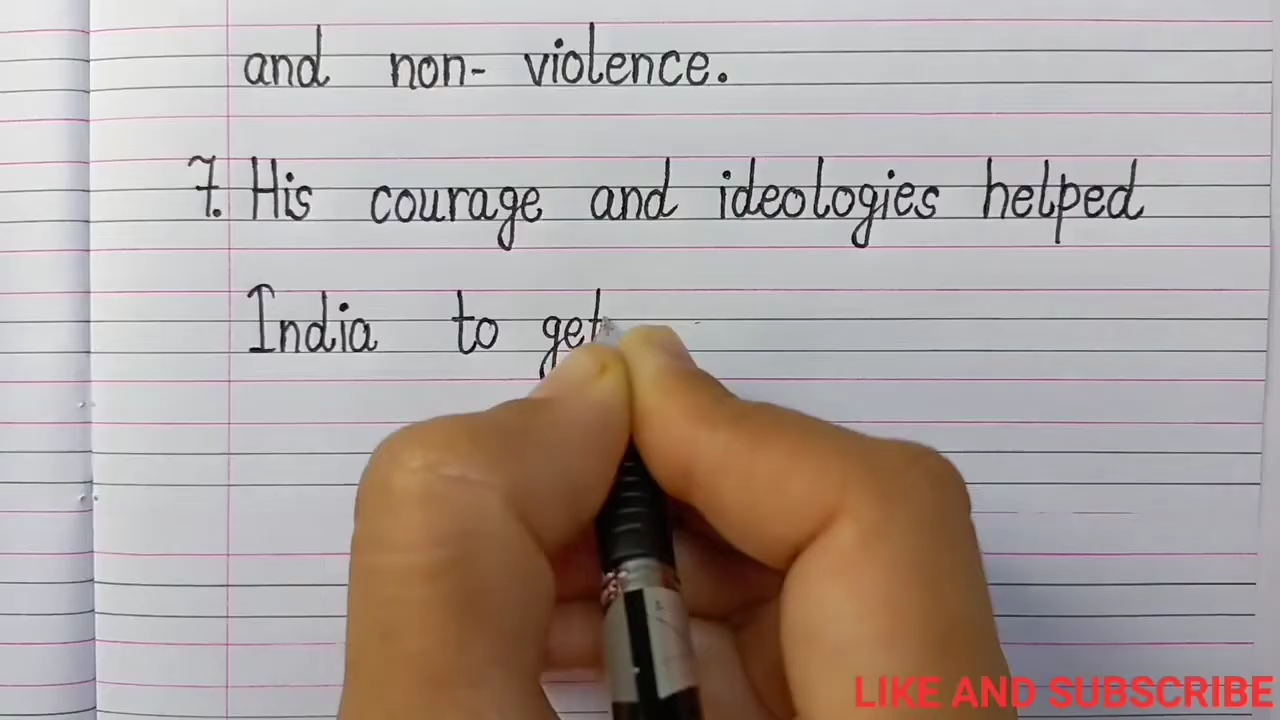 and non- violence.
7. His courage and ideologies helped
India to get
LIKE AND SUBSCRIBE